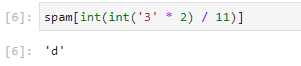 [6]: spam[int(int('3' * 2) / 11)]
[6]: 'd'